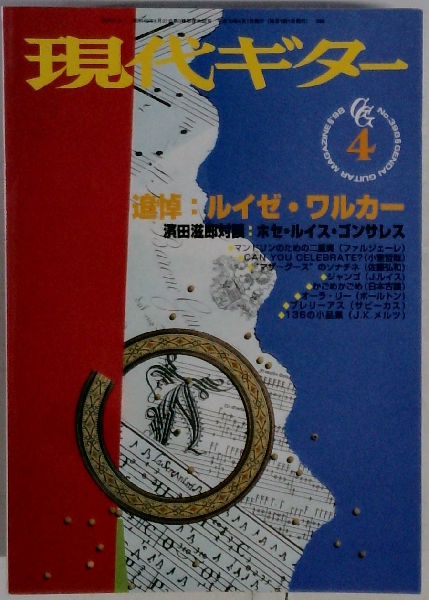 現代ギター
GG
4
No.398
GENDAI GUITAR MAGAZINE
'98
追悼：ルイゼ・ワルカー
濱田滋郎対談：ホセ・ルイス・ゴンサレス
◆マンドリンのための二重奏（ファルジェーレ）
◆CAN YOU CELEBRATE?（小室哲哉）
◆"マザーグース"のソナチネ（佐藤弘和）
◆ジャンゴ（J.ルイス）
◆かごめかごめ（日本古謡）
◆オーラ・リー（ポールトン）
◆ブレリーアス（サビーカス）
◆136の小品集（J.K.メルツ）